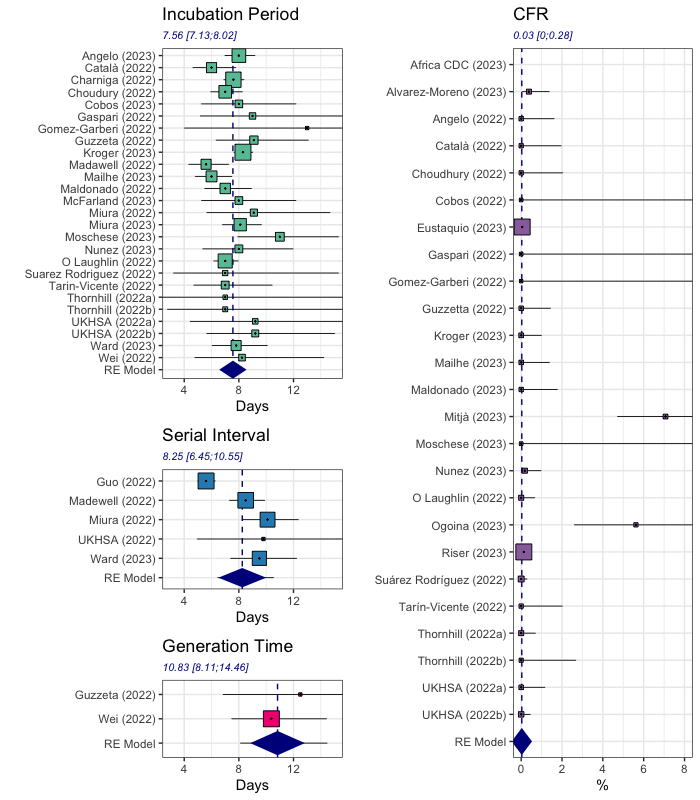 Incubation Period
7.56 [7.13;8.02]
Angelo (2023)
Català (2022)
Charniga (2022)
Choudury (2022)
Cobos (2023)
Gaspari (2022)
Gomez-Garberi (2022)
Guzzeta (2022)
Kroger (2023)
Madawell (2022)
Mailhe (2022)
Maldonado (2022)
McFarland (2023)
Miura (2022)
Miura (2023)
Moschese (2023)
Nunez (2023)
O Laughlin (2022)
Suarez Rodriguez (2022)
Tarin-Vicente (2022)
Thornhill (2022a)
Thornhill (2022b)
UKHSA (2022a)
UKHSA (2022b)
Ward (2023)
Wei (2022)
RE Model
4 8 12
Days
Serial Interval
8.25 [6.45;10.55]
Guo (2022)
Madewell (2022)
Miura (2022)
UKHSA (2022)
Ward (2023)
RE Model
4 8 12
Days
Generation Time
10.83 [8.11;14.46]
Guzzeta (2022)
Wei (2022)
RE Model
4 8 12
Days
CFR
0.03 [0;0.28]
Africa CDC (2023)
Alvarez-Moreno (2023)
Angelo (2022)
Català (2022)
Choudhury (2022)
Cobos (2022)
Eustaquio (2023)
Gaspari (2022)
Gomez-Garberi (2022)
Guzzetta (2022)
Kroger (2023)
Mailhe (2022)
Maldonado (2022)
Mitjà (2023)
Moschese (2023)
Nunez (2023)
O Laughlin (2022)
Ogoina (2023)
Riser (2023)
Suárez Rodríguez (2022)
Tarín-Vicente (2022)
Thornhill (2022a)
Thornhill (2022b)
UKHSA (2022a)
UKHSA (2022b)
RE Model
0 2 4 6 8
%